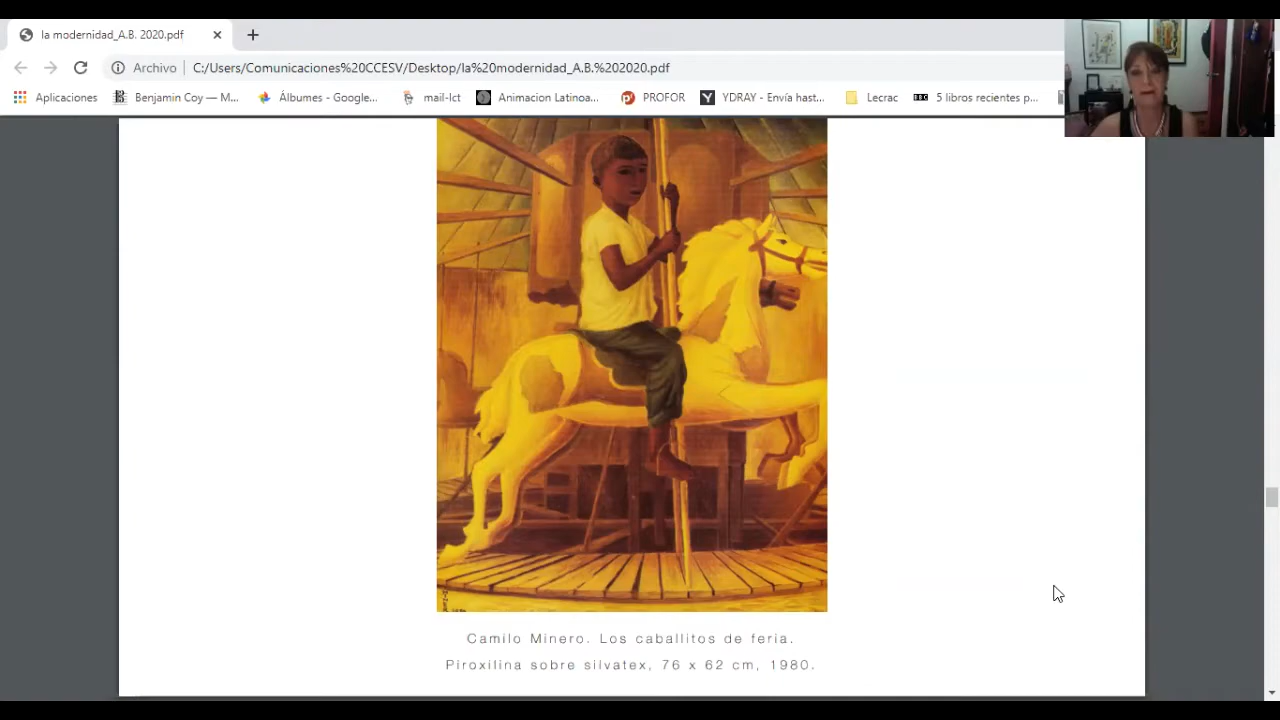 la modernidad_A.B. 2020.pdf
Archivo C:/Users/Comunicaciones%20CCESV/Desktop/la%20modernidad_A.B.%202020.pdf
Aplicaciones Benjamin Coy — M... Álbumes - Google... mail-lct Animacion Latinoa... PROFOR YDRAY - Envía hast... Lecrac BBC 5 libros recientes p...
Camilo Minero. Los caballitos de feria.
Piroxilina sobre silvatex, 76 x 62 cm, 1980.